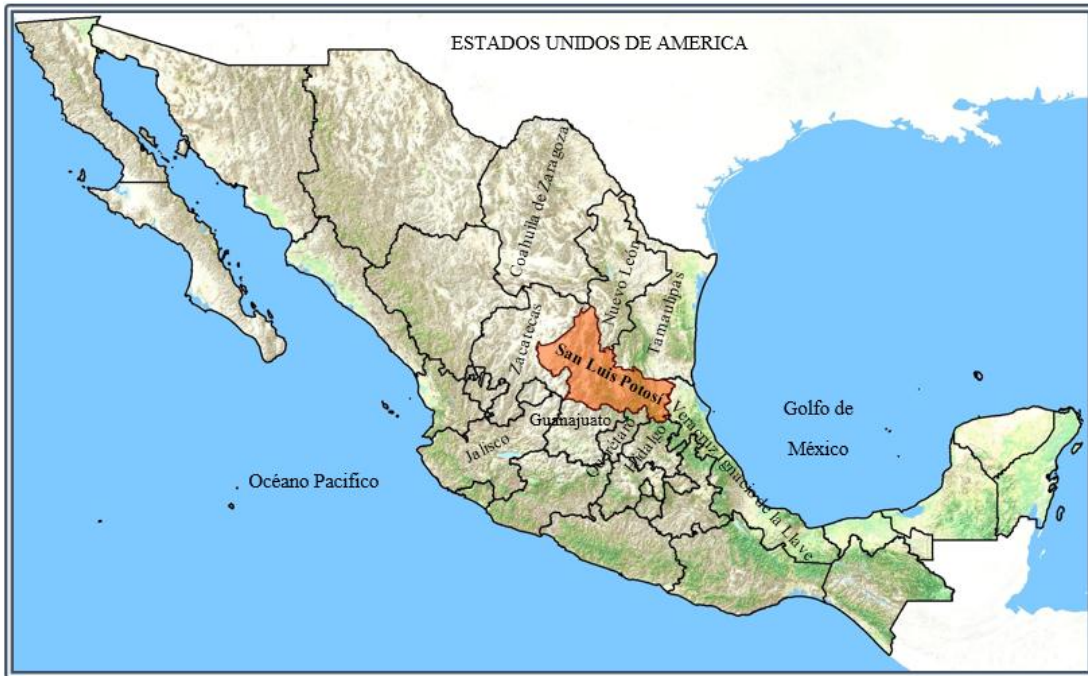 ESTADOS UNIDOS DE AMERICA
Coahuila de Zaragoza
Nuevo León
Tamaulipas
Zacatecas
San Luis Potosí
Golfo de
México
Guanajuato
Jalisco
Querétaro
Hidalgo
Veracruz Ignacio de la Llave
Océano Pacifico